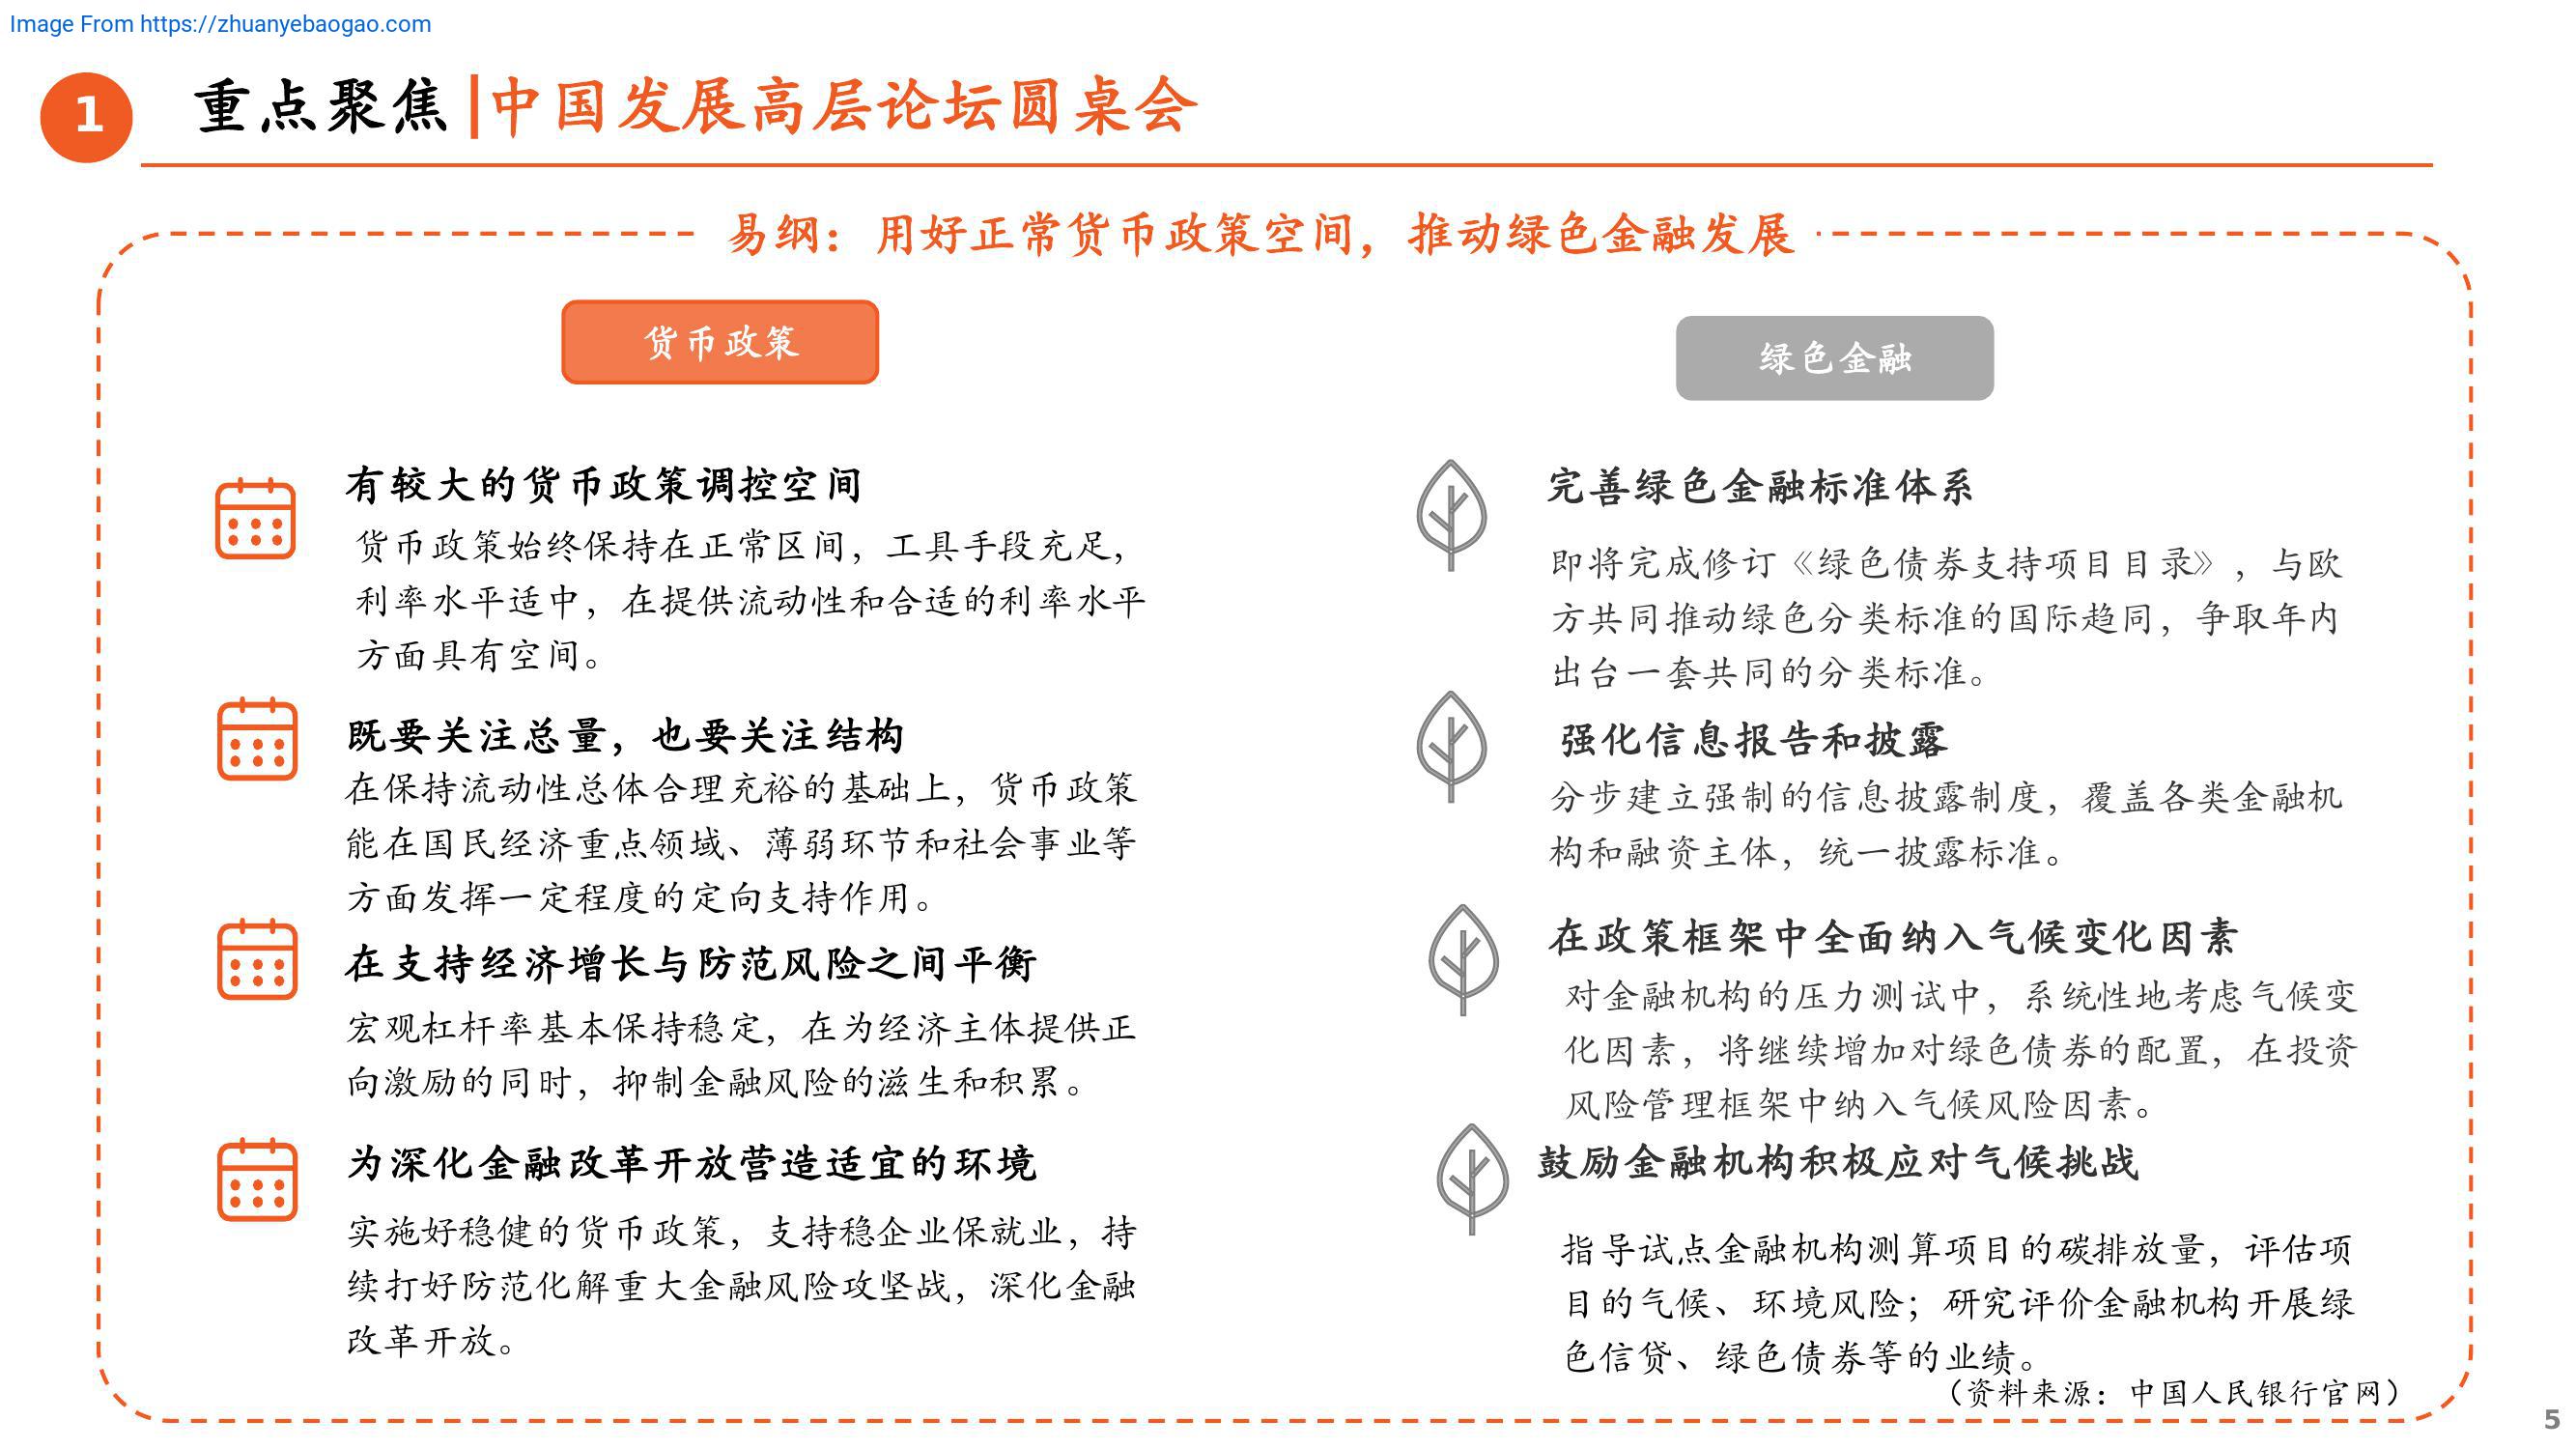 Image From https://zhuanyebaogao.com
1
重点聚焦|中国发展高层论坛圆桌会
易纲：用好正常货币政策空间，推动绿色金融发展
货币政策
有较大的货币政策调控空间
货币政策始终保持在正常区间，工具手段充足，
利率水平适中，在提供流动性和合适的利率水平
方面具有空间。
既要关注总量，也要关注结构
在保持流动性总体合理充裕的基础上，货币政策
能在国民经济重点领域、薄弱环节和社会事业等
方面发挥一定程度的定向支持作用。
在支持经济增长与防范风险之间平衡
宏观杠杆率基本保持稳定，在为经济主体提供正
向激励的同时，抑制金融风险的滋生和积累。
为深化金融改革开放营造适宜的环境
实施好稳健的货币政策，支持稳企业保就业，持
续打好防范化解重大金融风险攻坚战，深化金融
改革开放。
绿色金融
完善绿色金融标准体系
即将完成修订《绿色债券支持项目目录》，与欧
方共同推动绿色分类标准的国际趋同，争取年内
出台一套共同的分类标准。
强化信息报告和披露
分步建立强制的信息披露制度，覆盖各类金融机
构和融资主体，统一披露标准。
在政策框架中全面纳入气候变化因素
对金融机构的压力测试中，系统性地考虑气候变
化因素，将继续增加对绿色债券的配置，在投资
风险管理框架中纳入气候风险因素。
鼓励金融机构积极应对气候挑战
指导试点金融机构测算项目的碳排放量，评估项
目的气候、环境风险；研究评价金融机构开展绿
色信贷、绿色债券等的业绩。
（资料来源：中国人民银行官网）
5